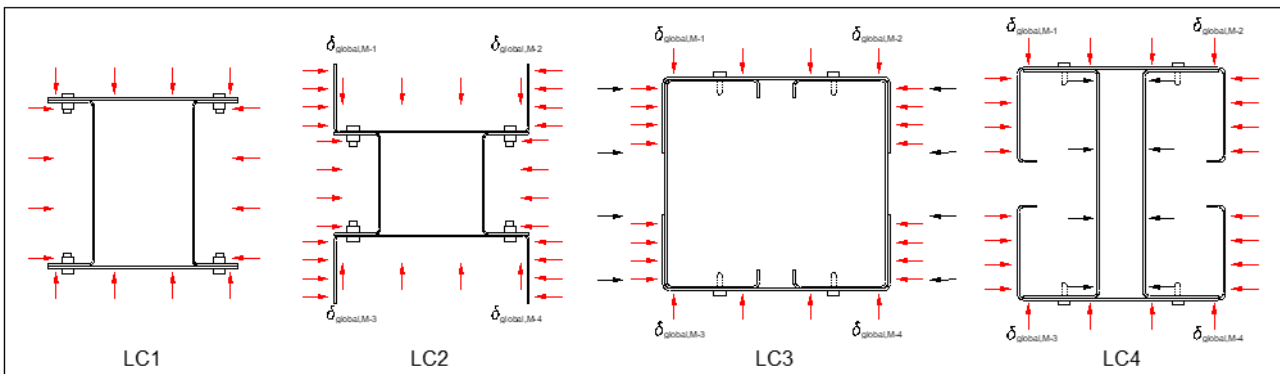 δglobal,M-1 δglobal,M-2 δglobal,M-1 δglobal,M-2 δglobal,M-1 δglobal,M-2
δglobal,M-3 δglobal,M-4 δglobal,M-3 δglobal,M-4 δglobal,M-3 δglobal,M-4
LC1 LC2 LC3 LC4